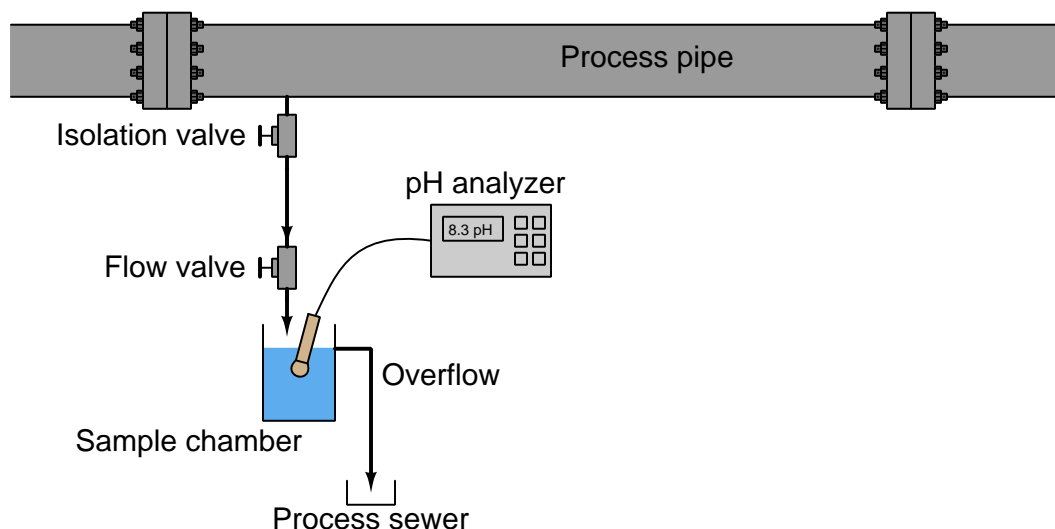 Process pipe
Isolation valve
pH analyzer
8.3 pH
Flow valve
Overflow
Sample chamber
Process sewer